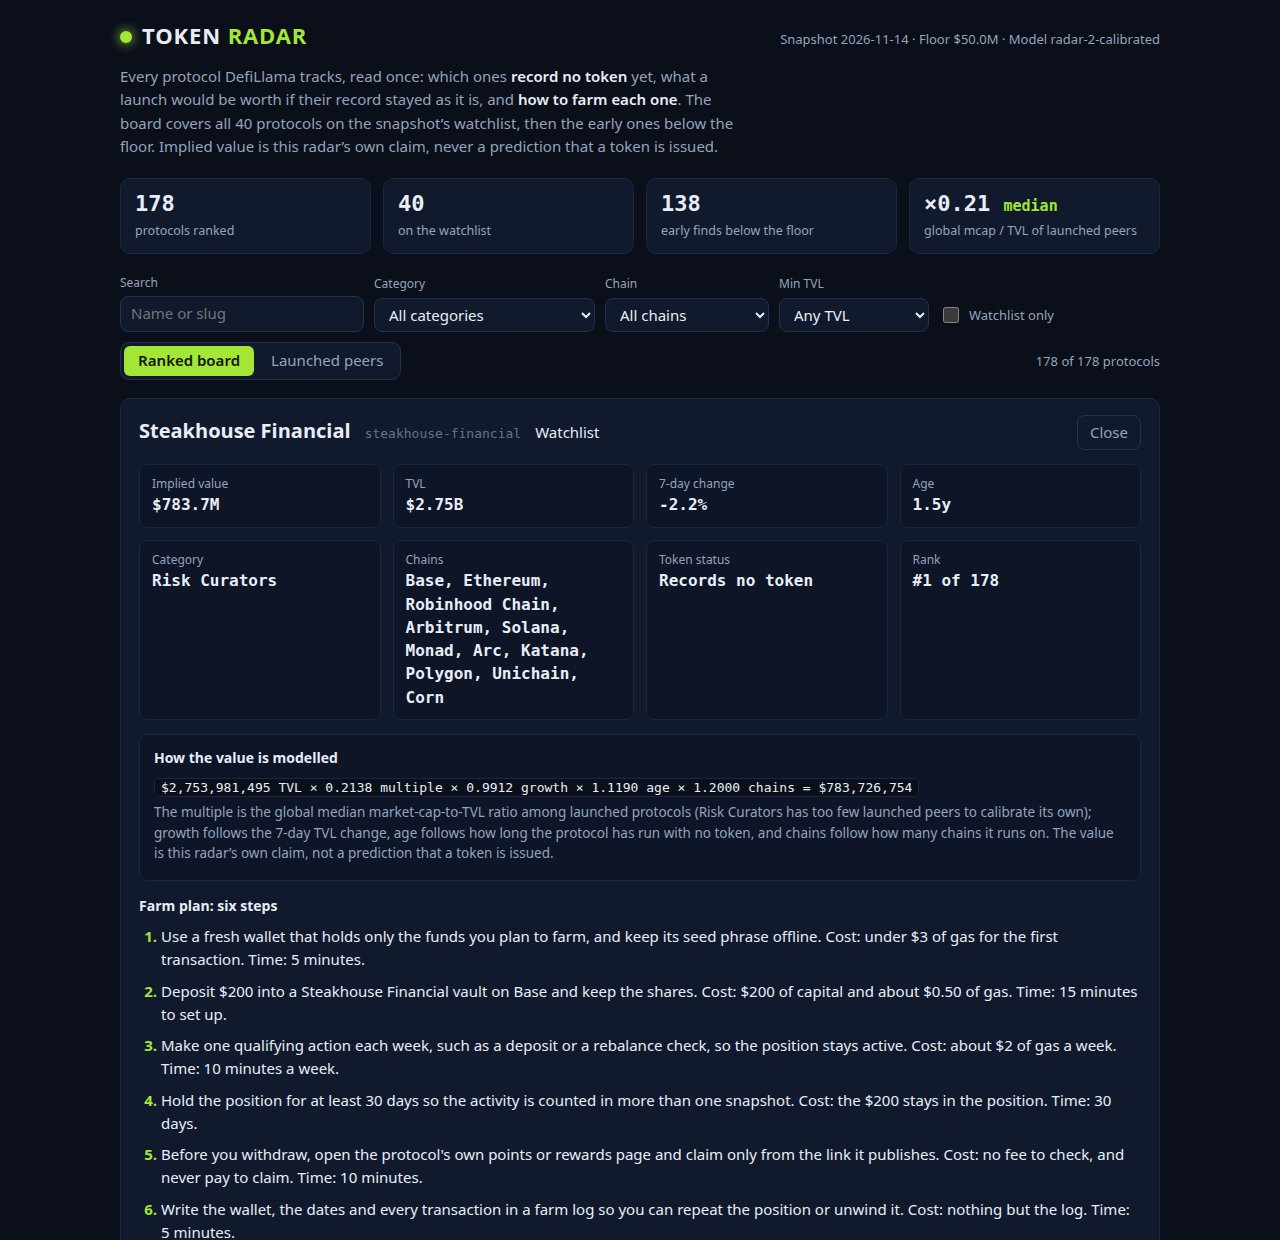 TOKEN RADAR
Snapshot 2026-11-14 · Floor $50.0M · Model radar-2-calibrated
Every protocol DefiLlama tracks, read once: which ones record no token yet, what a
launch would be worth if their record stayed as it is, and how to farm each one. The
board covers all 40 protocols on the snapshot’s watchlist, then the early ones below the
floor. Implied value is this radar’s own claim, never a prediction that a token is issued.
178
protocols ranked
40
on the watchlist
138
early finds below the floor
×0.21 median
global mcap / TVL of launched peers
Search
Name or slug
Category
All categories
Chain
All chains
Min TVL
Any TVL
Watchlist only
Ranked board
Launched peers
178 of 178 protocols
Steakhouse Financial steakhouse-financial Watchlist
Close
Implied value
$783.7M
TVL
$2.75B
7-day change
-2.2%
Age
1.5y
Category
Risk Curators
Chains
Base, Ethereum,
Robinhood Chain,
Arbitrum, Solana,
Monad, Arc, Katana,
Polygon, Unichain,
Corn
Token status
Records no token
Rank
#1 of 178
How the value is modelled
$2,753,981,495 TVL × 0.2138 multiple × 0.9912 growth × 1.1190 age × 1.2000 chains = $783,726,754
The multiple is the global median market-cap-to-TVL ratio among launched protocols (Risk Curators has too few launched peers to calibrate its own);
growth follows the 7-day TVL change, age follows how long the protocol has run with no token, and chains follow how many chains it runs on. The value
is this radar’s own claim, not a prediction that a token is issued.
Farm plan: six steps
1. Use a fresh wallet that holds only the funds you plan to farm, and keep its seed phrase offline. Cost: under $3 of gas for the first
transaction. Time: 5 minutes.
2. Deposit $200 into a Steakhouse Financial vault on Base and keep the shares. Cost: $200 of capital and about $0.50 of gas. Time: 15 minutes
to set up.
3. Make one qualifying action each week, such as a deposit or a rebalance check, so the position stays active. Cost: about $2 of gas a week.
Time: 10 minutes a week.
4. Hold the position for at least 30 days so the activity is counted in more than one snapshot. Cost: the $200 stays in the position. Time: 30
days.
5. Before you withdraw, open the protocol's own points or rewards page and claim only from the link it publishes. Cost: no fee to check, and
never pay to claim. Time: 10 minutes.
6. Write the wallet, the dates and every transaction in a farm log so you can repeat the position or unwind it. Cost: nothing but the log. Time:
5 minutes.